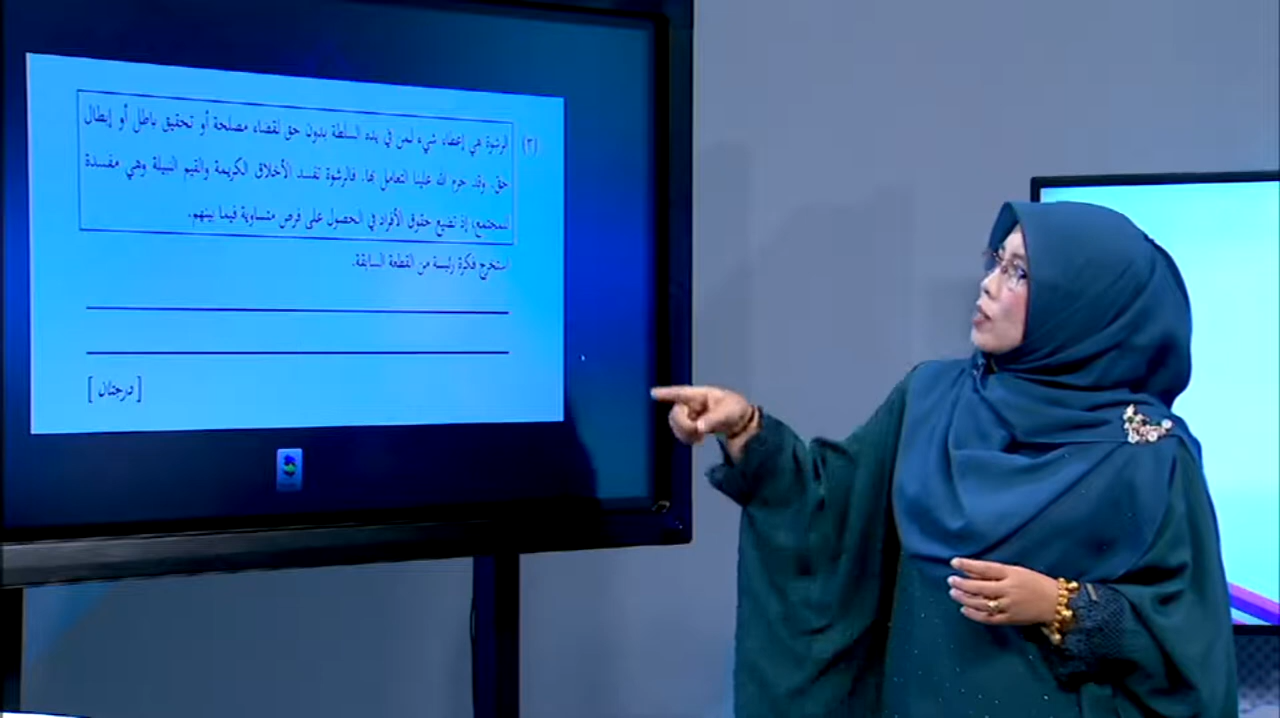 (٣) الرشوة هي إعطاء شيء لمن في يده السلطة بدون حق لقضاء مصلحة أو تحقيق باطل أو إبطال
حق. وقد حرم الله علينا التعامل بها. فالرشوة تفسد الأخلاق الكريمة والقيم النبيلة وهي مفسدة
للمجتمع، إذ تضيع حقوق الأفراد في الحصول على فرص متساوية فيما بينهم.
استخرج فكرة رئيسة من القطعة السابقة.
[ درجتان ]